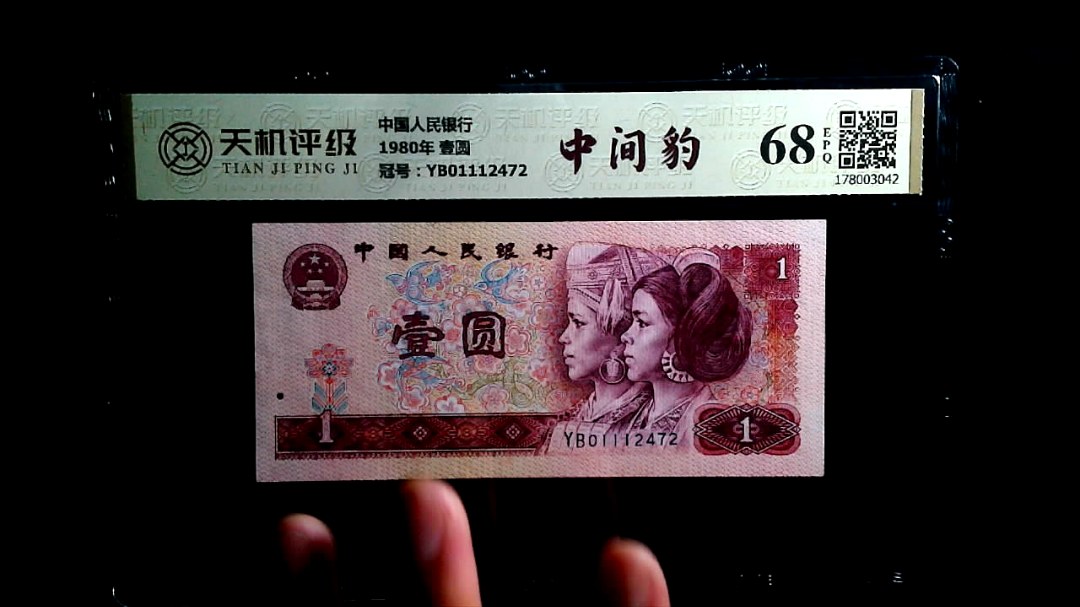 天机评级
TIAN JI PING JI
中国人民银行
1980年 壹圆
冠号：YB01112472
中间豹
68
EPQ
178003042
中國人民銀行
1
壹圆
1
YB01112472
1